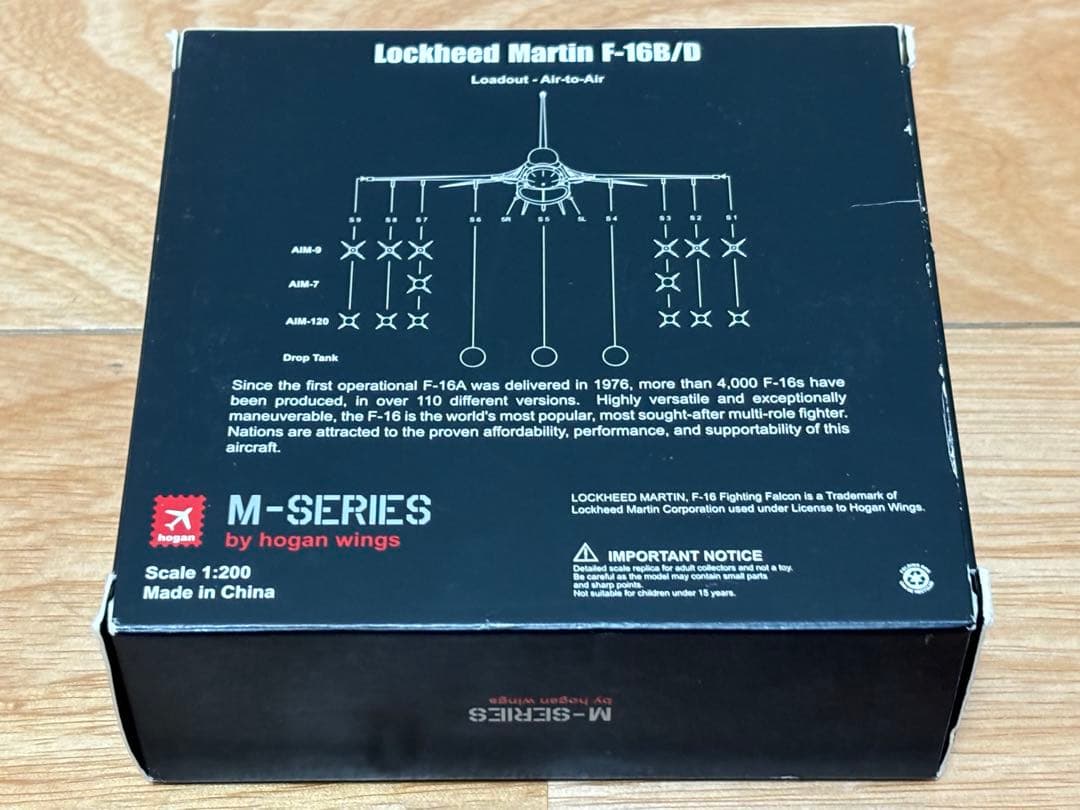 Lockheed Martin F-16B/D
Loadout - Air-to-Air
S9 S8 S7 S6 5R S5 5L S4 S3 S2 S1
AIM-9
AIM-7
AIM-120
Drop Tank
Since the first operational F-16A was delivered in 1976, more than 4,000 F-16s have
been produced, in over 110 different versions. Highly versatile and exceptionally
maneuverable, the F-16 is the world's most popular, most sought-after multi-role fighter.
Nations are attracted to the proven affordability, performance, and supportability of this
aircraft.
hogan
M-SERIES
by hogan wings
Scale 1:200
Made in China
LOCKHEED MARTIN, F-16 Fighting Falcon is a Trademark of
Lockheed Martin Corporation used under License to Hogan Wings.
IMPORTANT NOTICE
Detailed scale replica for adult collectors and not a toy.
Be careful as the model may contain small parts
and sharp points.
Not suitable for children under 15 years.
M-SERIES
by hogan wings